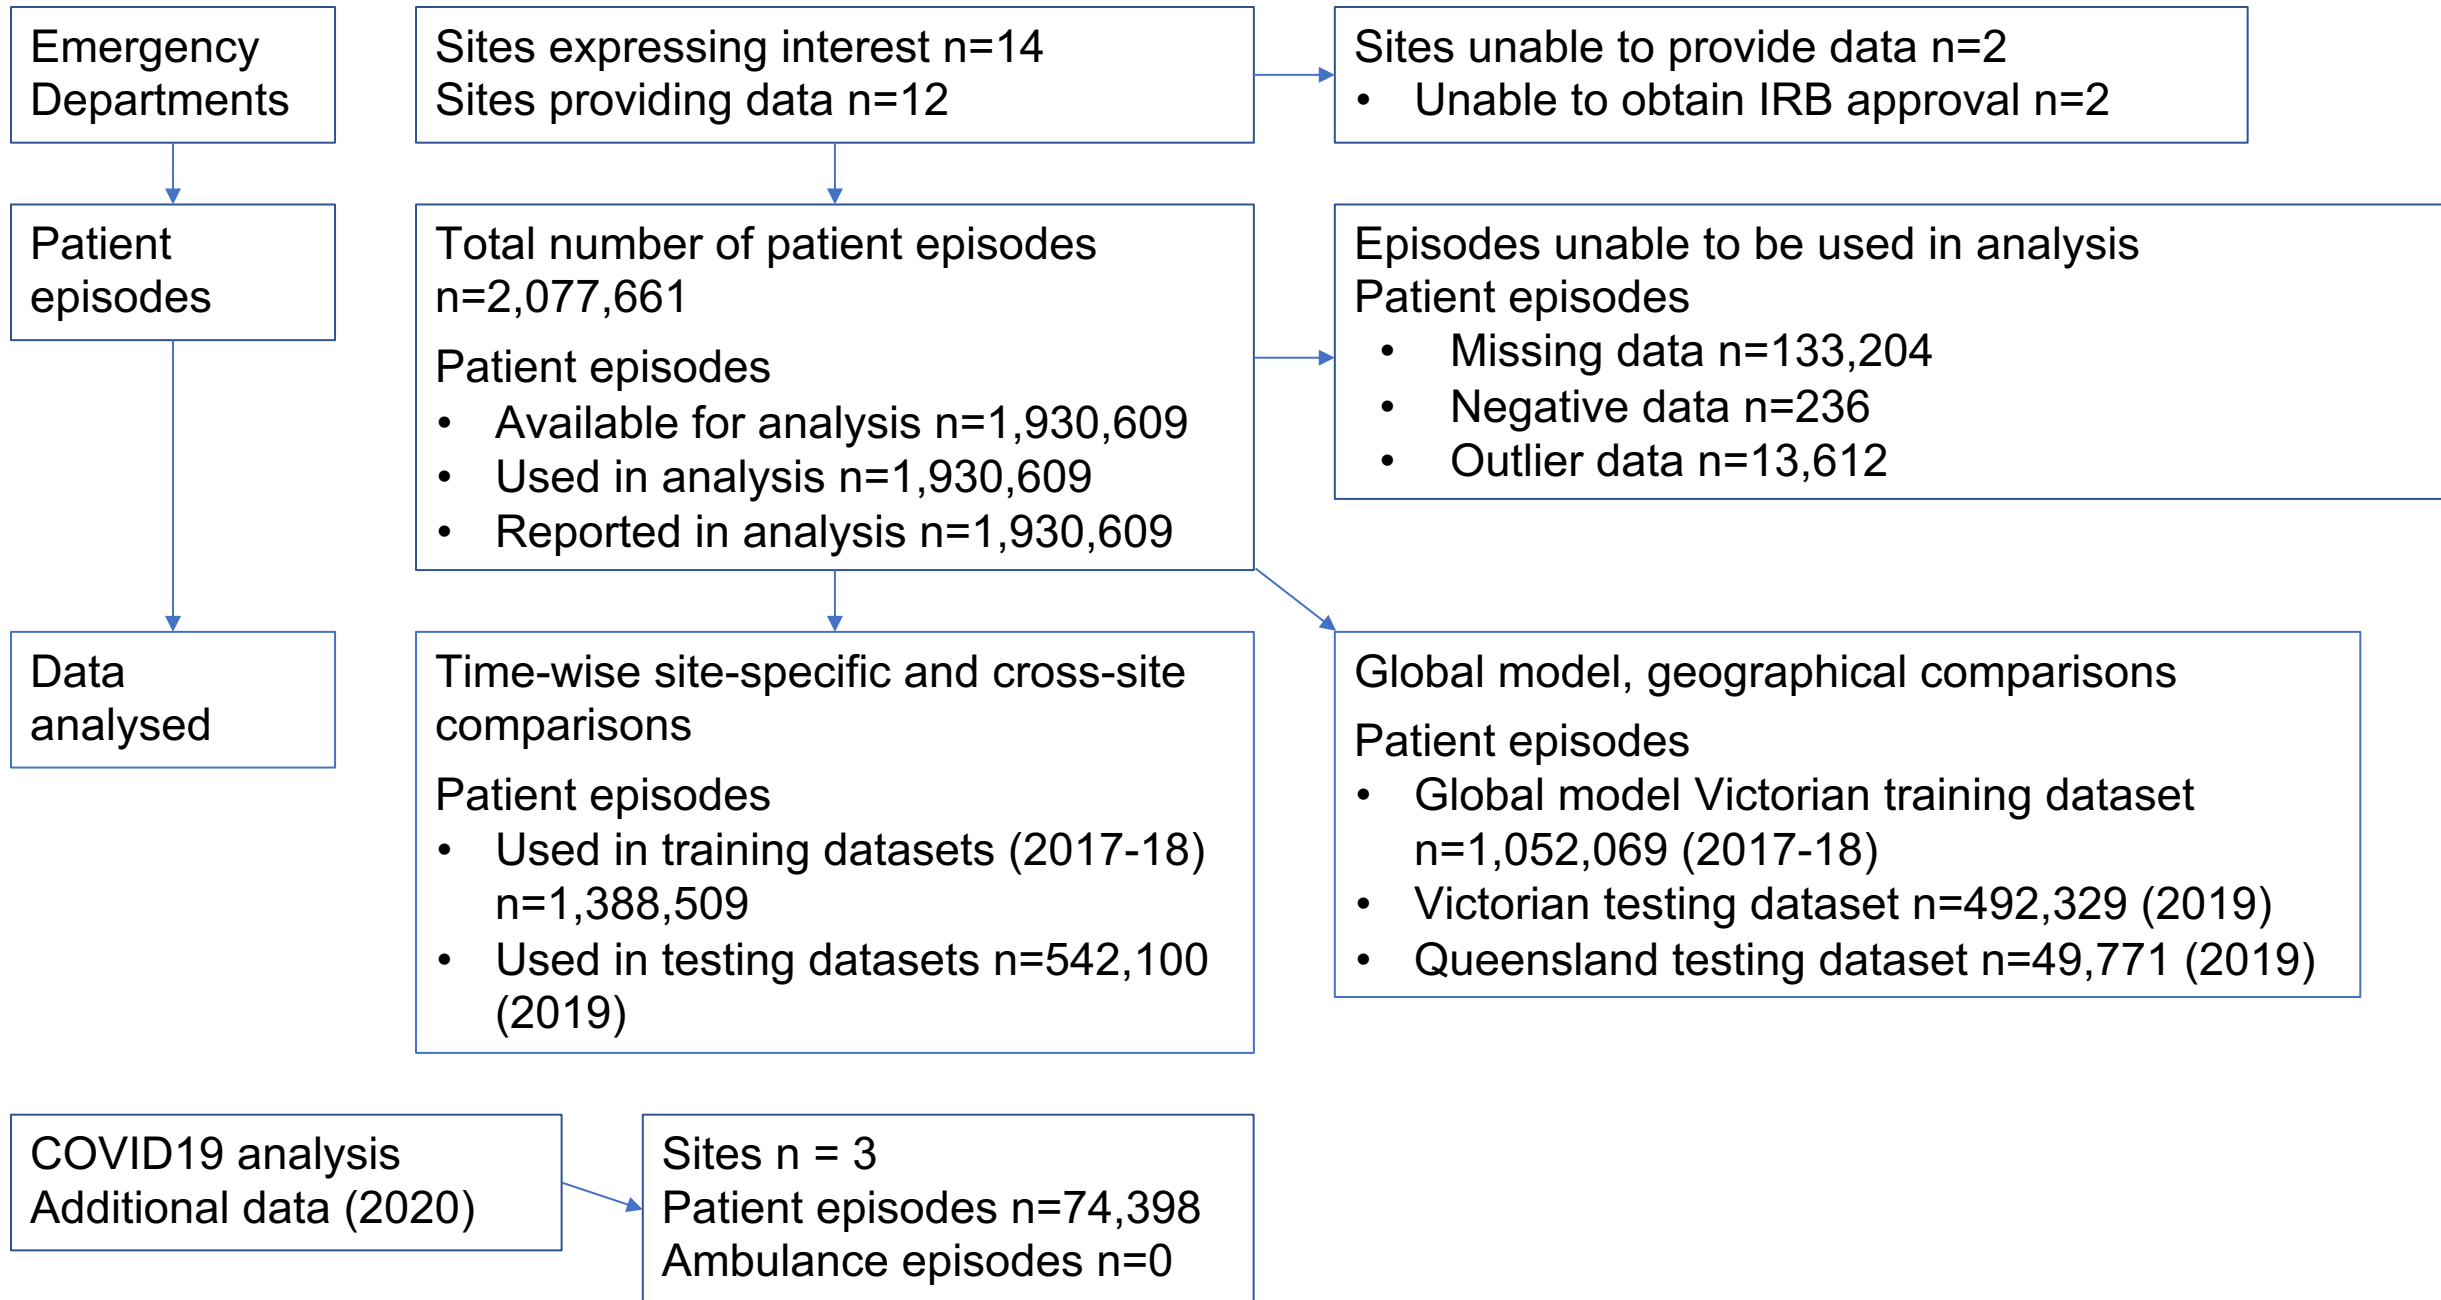 Emergency
Departments
Sites expressing interest n=14
Sites providing data n=12
Sites unable to provide data n=2
• Unable to obtain IRB approval n=2
Patient
episodes
Total number of patient episodes
n=2,077,661
Patient episodes
• Available for analysis n=1,930,609
• Used in analysis n=1,930,609
• Reported in analysis n=1,930,609
Episodes unable to be used in analysis
Patient episodes
• Missing data n=133,204
• Negative data n=236
• Outlier data n=13,612
Data
analysed
Time-wise site-specific and cross-site
comparisons
Patient episodes
• Used in training datasets (2017-18)
n=1,388,509
• Used in testing datasets n=542,100
(2019)
Global model, geographical comparisons
Patient episodes
• Global model Victorian training dataset
n=1,052,069 (2017-18)
• Victorian testing dataset n=492,329 (2019)
• Queensland testing dataset n=49,771 (2019)
COVID19 analysis
Additional data (2020)
Sites n = 3
Patient episodes n=74,398
Ambulance episodes n=0